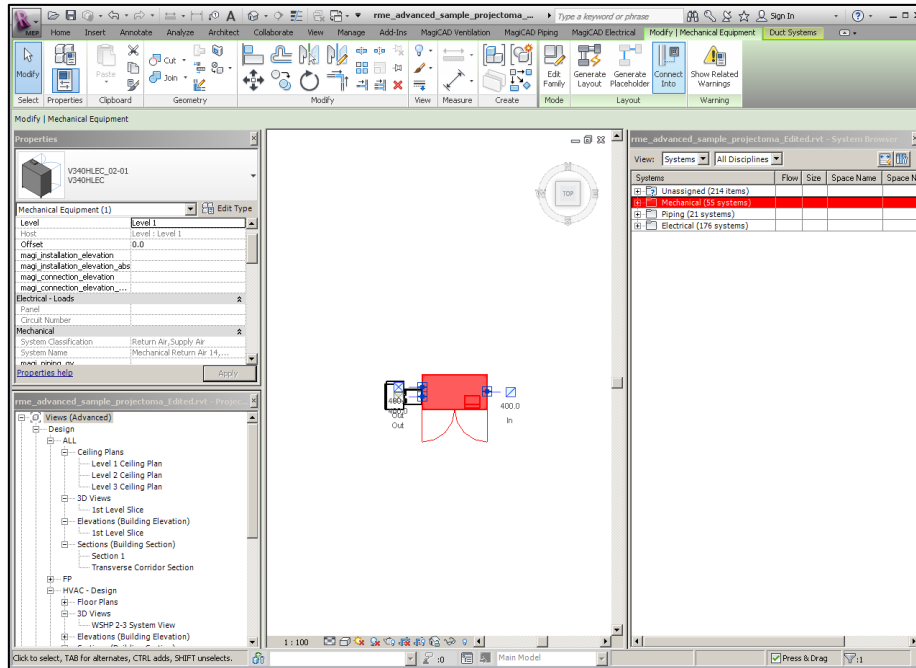 rme_advanced_sample_projectoma_...
Type a keyword or phrase
Sign In
MEP
Home Insert Annotate Analyze Architect Collaborate View Manage Add-Ins MagiCAD Ventilation MagiCAD Piping MagiCAD Electrical Modify | Mechanical Equipment Duct Systems
Modify
Paste
Cut
Join
Edit Family
Generate Layout
Generate Placeholder
Connect Into
Show Related Warnings
Select Properties Clipboard Geometry Modify View Measure Create Mode Layout Warning
Modify | Mechanical Equipment
Properties
V340HLEC_02-01
V340HLEC
Mechanical Equipment (1)
Edit Type
Level Level 1
Host Level : Level 1
Offset 0.0
magi_installation_elevation
magi_installation_elevation_abs
magi_connection_elevation
magi_connection_elevation_...
Electrical - Loads
Panel
Circuit Number
Mechanical
System Classification Return Air,Supply Air
System Name Mechanical Return Air 14,...
Properties help
Apply
rme_advanced_sample_projectoma_Edited.rvt - Projec...
Views (Advanced)
Design
ALL
Ceiling Plans
Level 1 Ceiling Plan
Level 2 Ceiling Plan
Level 3 Ceiling Plan
3D Views
1st Level Slice
Elevations (Building Elevation)
1st Level Slice
Sections (Building Section)
Section 1
Transverse Corridor Section
FP
HVAC - Design
Floor Plans
3D Views
WSHP 2-3 System View
Elevations (Building Elevation)
TOP
400.0
Out
Out
400.0
In
1 : 100
rme_advanced_sample_projectoma_Edited.rvt - System Browser
View: Systems All Disciplines
Systems Flow Size Space Name Space N
Unassigned (214 items)
Mechanical (55 systems)
Piping (21 systems)
Electrical (176 systems)
Click to select, TAB for alternates, CTRL adds, SHIFT unselects.
:0
Main Model
Press & Drag
:1